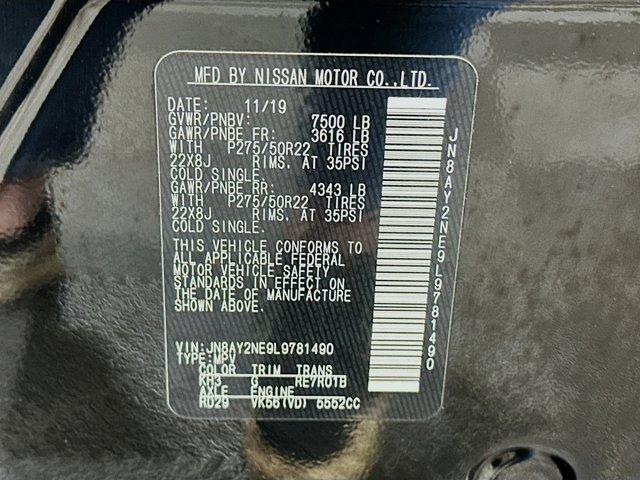 MFD BY NISSAN MOTOR CO.,LTD.
DATE: 11/19
GVWR/PNBV: 7500 LB
GAWR/PNBE FR: 3616 LB
WITH P275/50R22 TIRES
22X8J RIMS. AT 35PSI
COLD SINGLE.
GAWR/PNBE RR: 4343 LB
WITH P275/50R22 TIRES
22X8J RIMS. AT 35PSI
COLD SINGLE.
THIS VEHICLE CONFORMS TO
ALL APPLICABLE FEDERAL
MOTOR VEHICLE SAFETY
STANDARDS IN EFFECT ON
THE DATE OF MANUFACTURE
SHOWN ABOVE.
VIN:JN8AY2NE9L9781490
TYPE:MPV
COLOR TRIM TRANS
KH3 G RE7R01B
AXLE ENGINE
RD29 VK56(VD) 5552CC
JN8AY2NE9L9781490